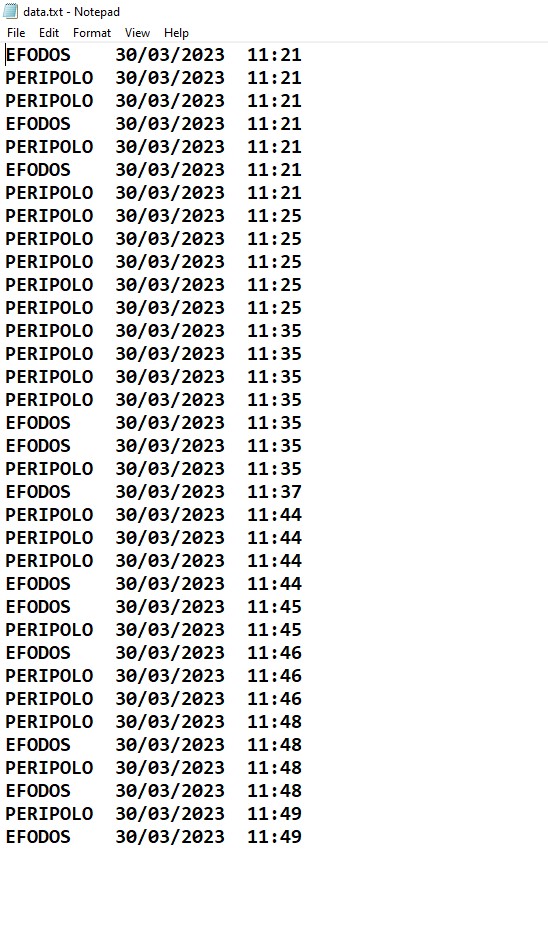 data.txt - Notepad
File Edit Format View Help
EFODOS 30/03/2023 11:21
PERIPOLO 30/03/2023 11:21
PERIPOLO 30/03/2023 11:21
EFODOS 30/03/2023 11:21
PERIPOLO 30/03/2023 11:21
EFODOS 30/03/2023 11:21
PERIPOLO 30/03/2023 11:21
PERIPOLO 30/03/2023 11:25
PERIPOLO 30/03/2023 11:25
PERIPOLO 30/03/2023 11:25
PERIPOLO 30/03/2023 11:25
PERIPOLO 30/03/2023 11:25
PERIPOLO 30/03/2023 11:35
PERIPOLO 30/03/2023 11:35
PERIPOLO 30/03/2023 11:35
PERIPOLO 30/03/2023 11:35
EFODOS 30/03/2023 11:35
EFODOS 30/03/2023 11:35
PERIPOLO 30/03/2023 11:35
EFODOS 30/03/2023 11:37
PERIPOLO 30/03/2023 11:44
PERIPOLO 30/03/2023 11:44
PERIPOLO 30/03/2023 11:44
EFODOS 30/03/2023 11:44
EFODOS 30/03/2023 11:45
PERIPOLO 30/03/2023 11:45
EFODOS 30/03/2023 11:46
PERIPOLO 30/03/2023 11:46
PERIPOLO 30/03/2023 11:46
PERIPOLO 30/03/2023 11:48
EFODOS 30/03/2023 11:48
PERIPOLO 30/03/2023 11:48
EFODOS 30/03/2023 11:48
PERIPOLO 30/03/2023 11:49
EFODOS 30/03/2023 11:49